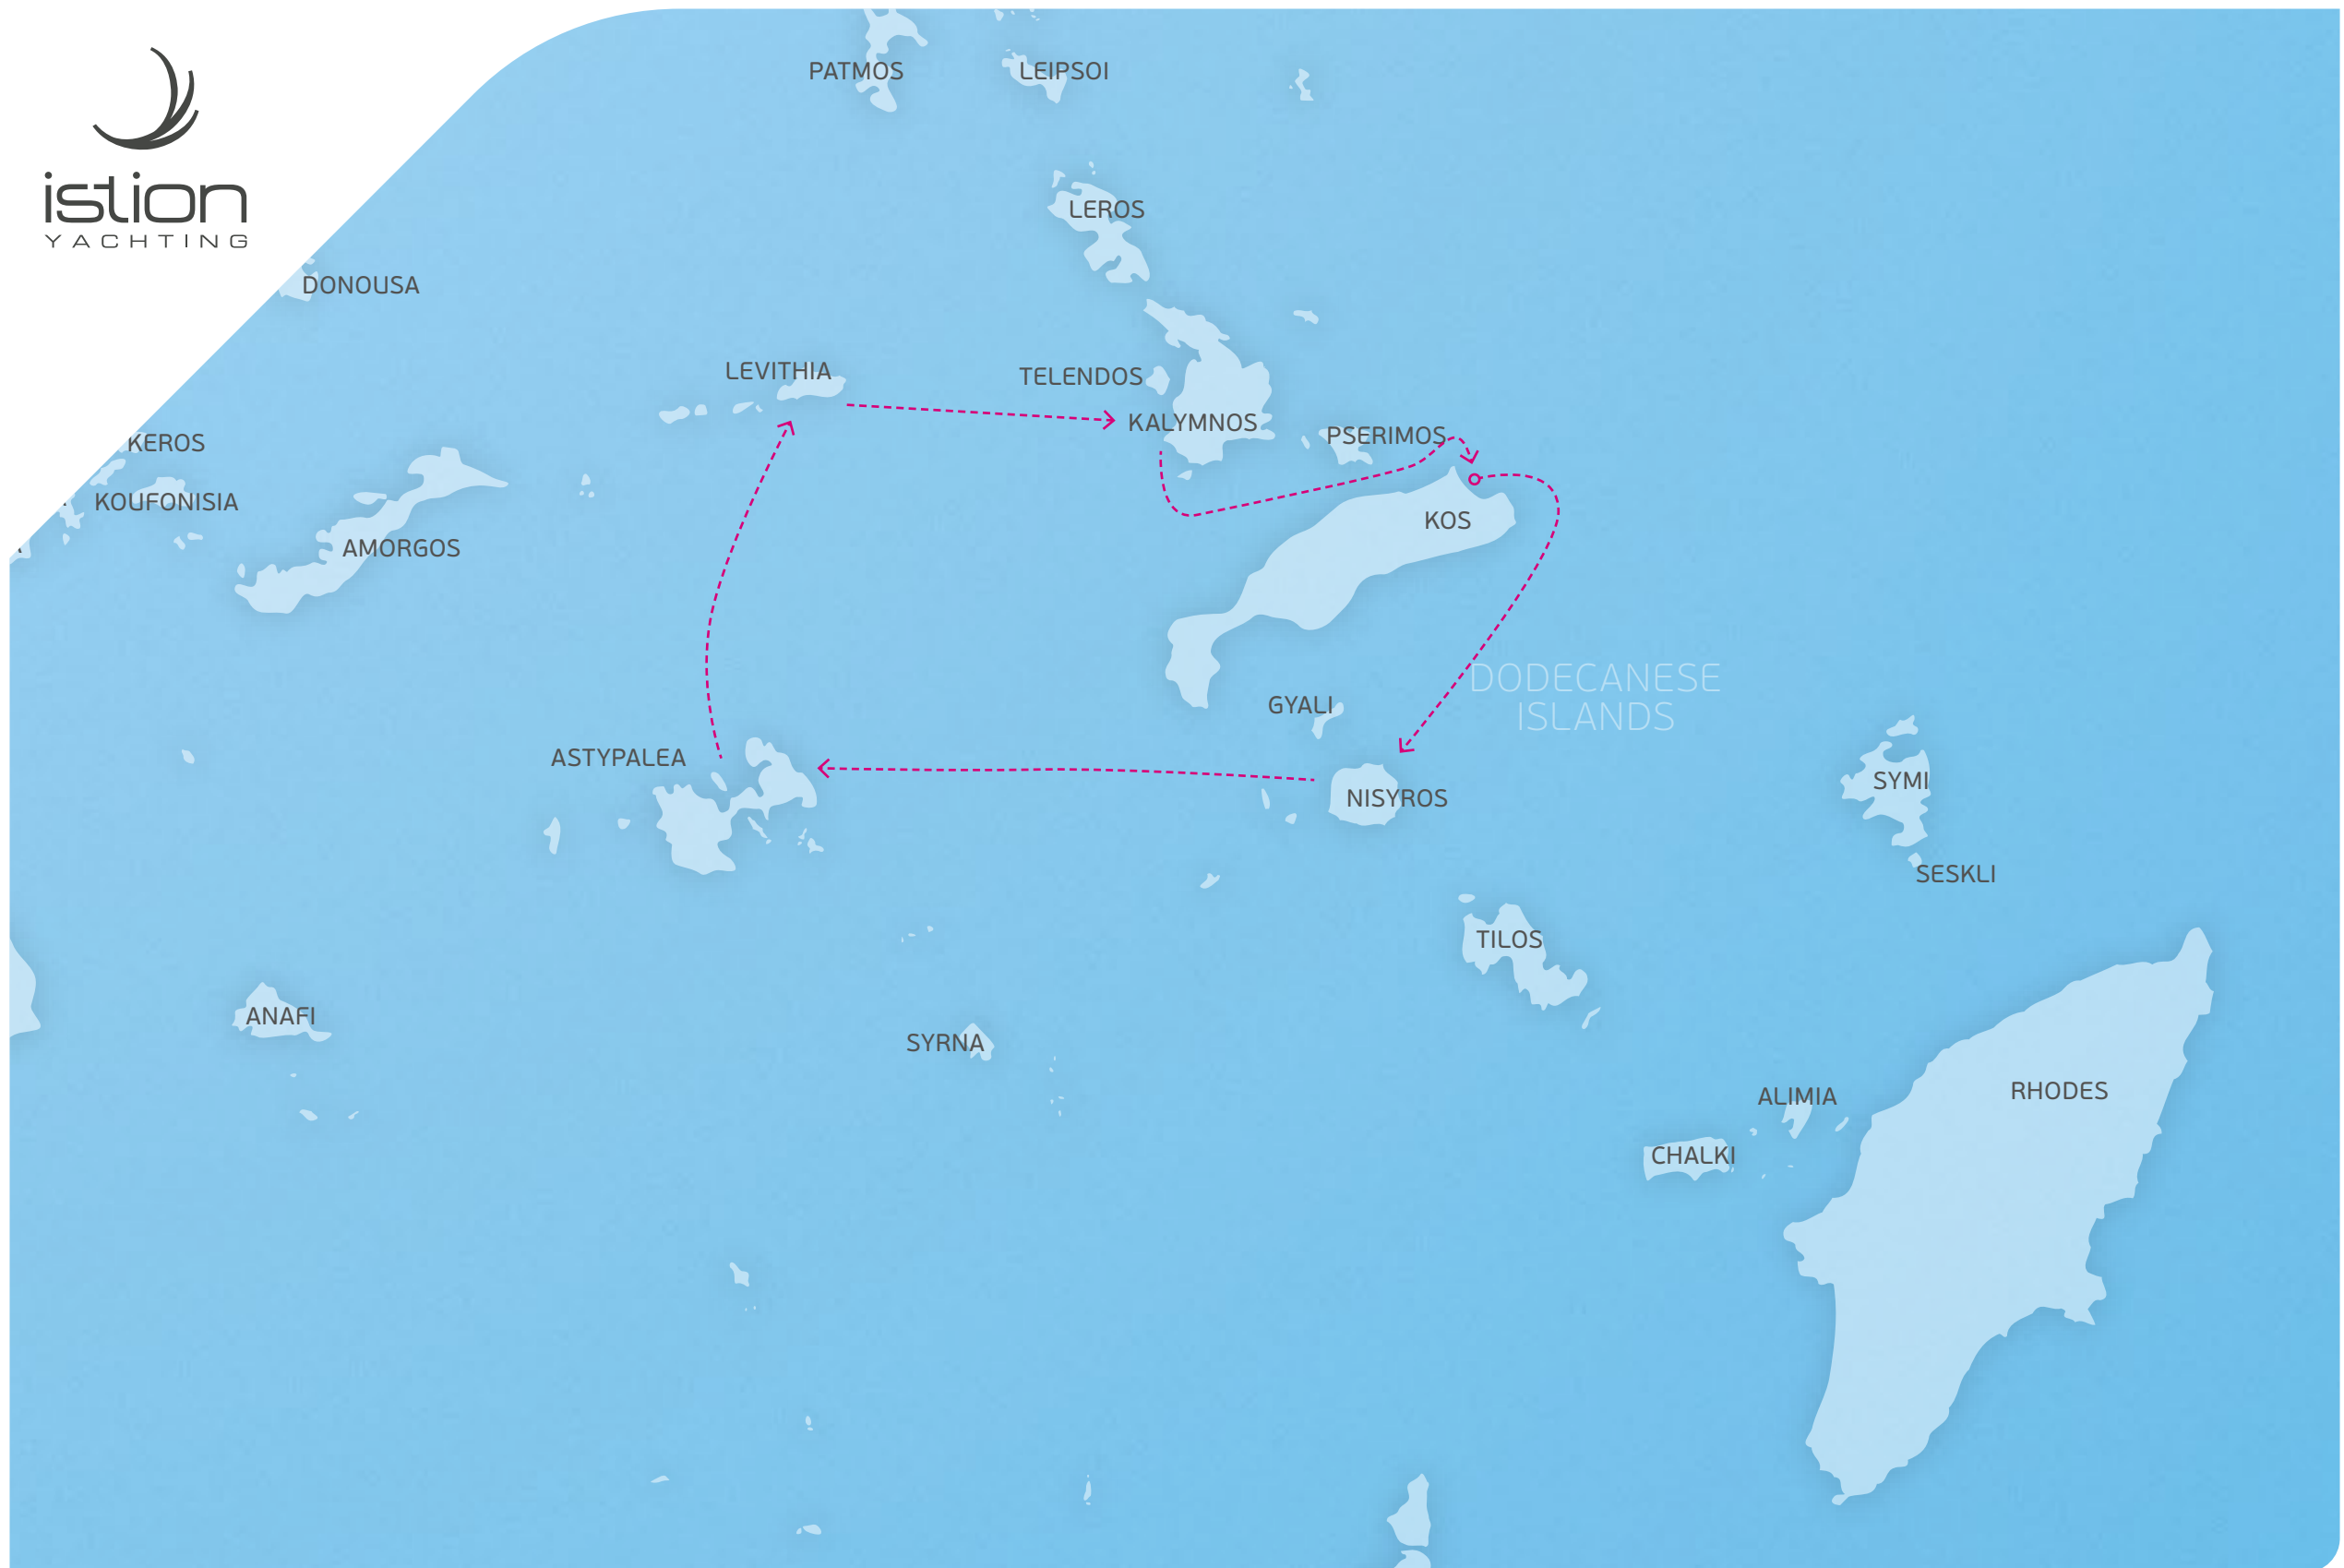 istion
YACHTING
PATMOS
LEIPSOI
LEROS
DONOUSA
LEVITHIA
TELENDOS
KALYMNOS
PSERIMOS
KEROS
KOUFONISIA
AMORGOS
KOS
DODECANESE
ISLANDS
GYALI
ASTYPALEA
NISYROS
SYMI
SESKLI
TILOS
ANAFI
SYRNA
RHODES
ALIMIA
CHALKI